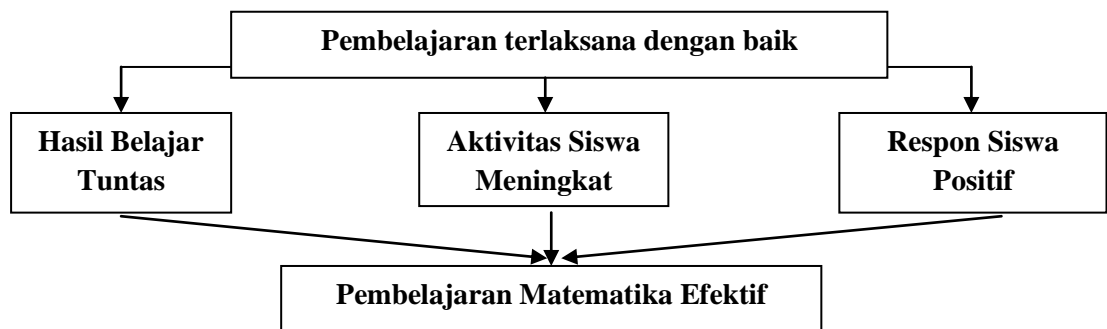 Pembelajaran terlaksana dengan baik
Hasil Belajar
Tuntas
Aktivitas Siswa
Meningkat
Respon Siswa
Positif
Pembelajaran Matematika Efektif